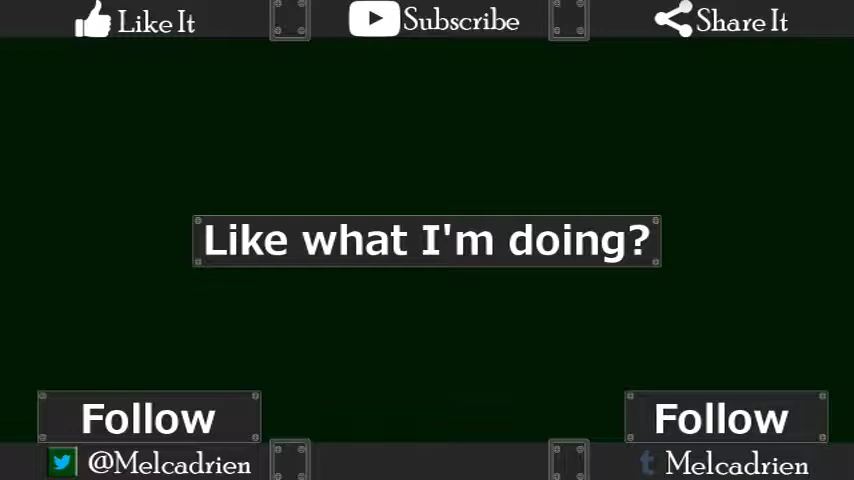 Like It
Subscribe
Share It
Like what I'm doing?
Follow
Follow
@Melcadrien
Melcadrien